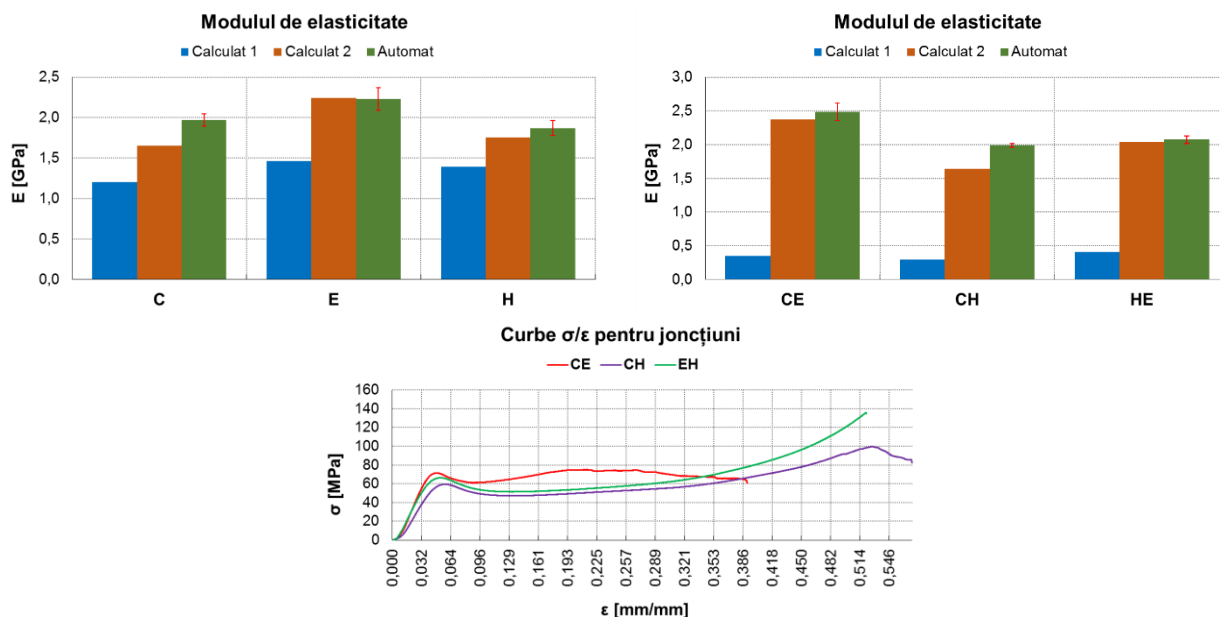 Modulul de elasticitate
Calculat 1 Calculat 2 Automat
2,5
2,0
1,5
1,0
0,5
0,0
E [GPa]
C E H
Modulul de elasticitate
Calculat 1 Calculat 2 Automat
3,0
2,5
2,0
1,5
1,0
0,5
0,0
E [GPa]
CE CH HE
Curbe σ/ε pentru joncțiuni
CE CH EH
160
140
120
100
80
60
40
20
0
σ [MPa]
0,000 0,032 0,064 0,096 0,129 0,161 0,193 0,225 0,257 0,289 0,321 0,353 0,386 0,418 0,450 0,482 0,514 0,546
ε [mm/mm]